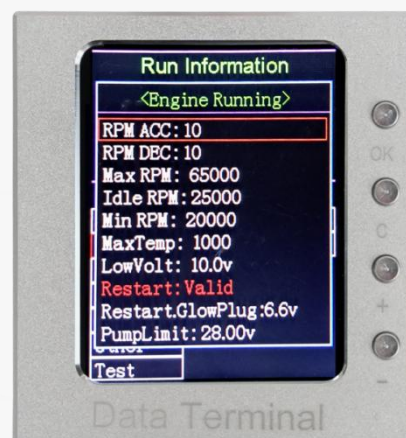 Run Information
<Engine Running>
RPM ACC: 10
RPM DEC: 10
Max RPM: 65000
Idle RPM: 25000
Min RPM: 20000
MaxTemp: 1000
LowVolt: 10.0v
Restart: Valid
Restart.GlowPlug:6.6v
PumpLimit: 28.00v
Test
OK
C
+
-
Data Terminal